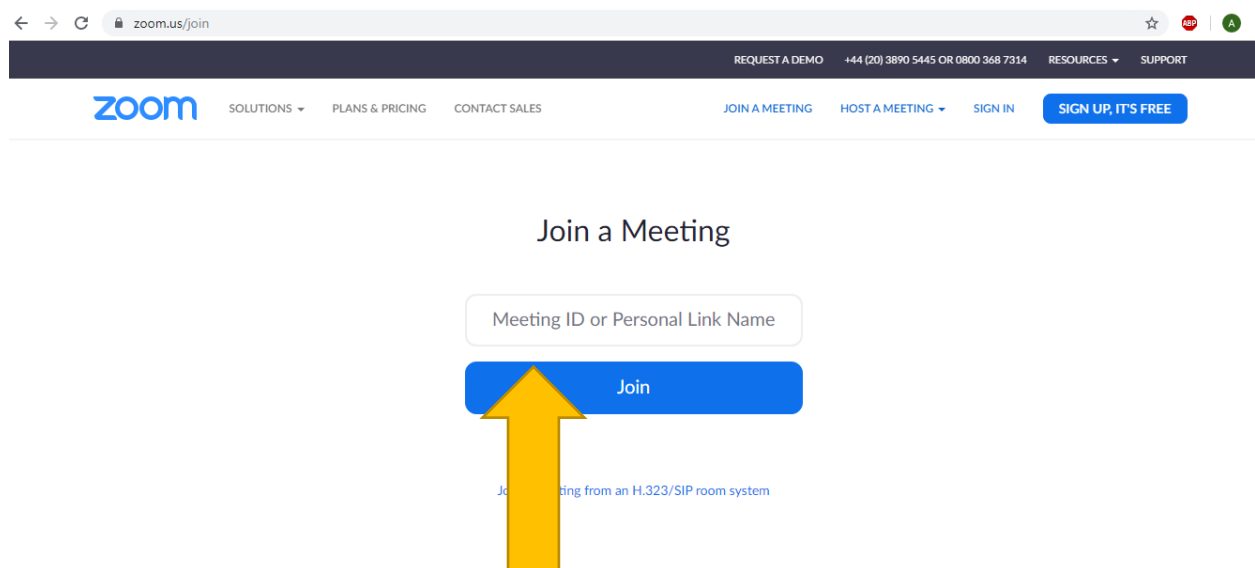 zoom.us/join
ABP
A
REQUEST A DEMO +44 (20) 3890 5445 OR 0800 368 7314 RESOURCES SUPPORT
zoom SOLUTIONS PLANS & PRICING CONTACT SALES JOIN A MEETING HOST A MEETING SIGN IN SIGN UP, IT'S FREE
Join a Meeting
Meeting ID or Personal Link Name
Join
from an H.323/SIP room system